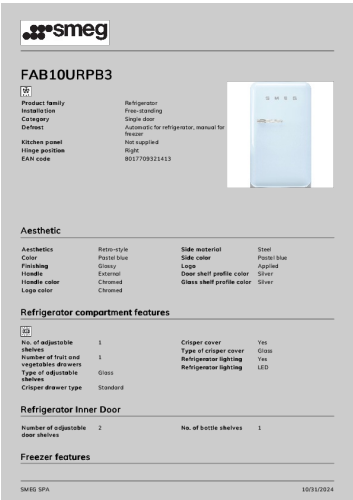 smeg
FAB10URPB3
Product family Refrigerator
Installation Free-standing
Category Single door
Defrost Automatic for refrigerator, manual for
freezer
Kitchen panel Not supplied
Hinge position Right
EAN code 8017709321413
SMEG
Aesthetic
Aesthetics Retro-style Side material Steel
Color Pastel blue Side color Pastel blue
Finishing Glossy Logo Applied
Handle External Door shelf profile color Silver
Handle color Chromed Glass shelf profile color Silver
Logo color Chromed
Refrigerator compartment features
No. of adjustable 1 Crisper cover Yes
shelves Type of crisper cover Glass
Number of fruit and 1 Refrigerator lighting Yes
vegetables drawers Refrigerator lighting LED
Type of adjustable Glass
shelves
Crisper drawer type Standard
Refrigerator Inner Door
Number of adjustable 2 No. of bottle shelves 1
door shelves
Freezer features
SMEG SPA 10/31/2024